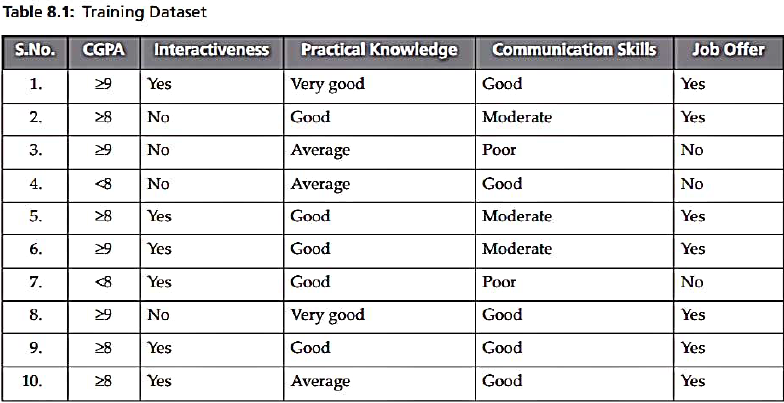 Table 8.1: Training Dataset
S.No. CGPA Interactiveness Practical Knowledge Communication Skills Job Offer
1. ≥9 Yes Very good Good Yes
2. ≥8 No Good Moderate Yes
3. ≥9 No Average Poor No
4. <8 No Average Good No
5. ≥8 Yes Good Moderate Yes
6. ≥9 Yes Good Moderate Yes
7. <8 Yes Good Poor No
8. ≥9 No Very good Good Yes
9. ≥8 Yes Good Good Yes
10. ≥8 Yes Average Good Yes